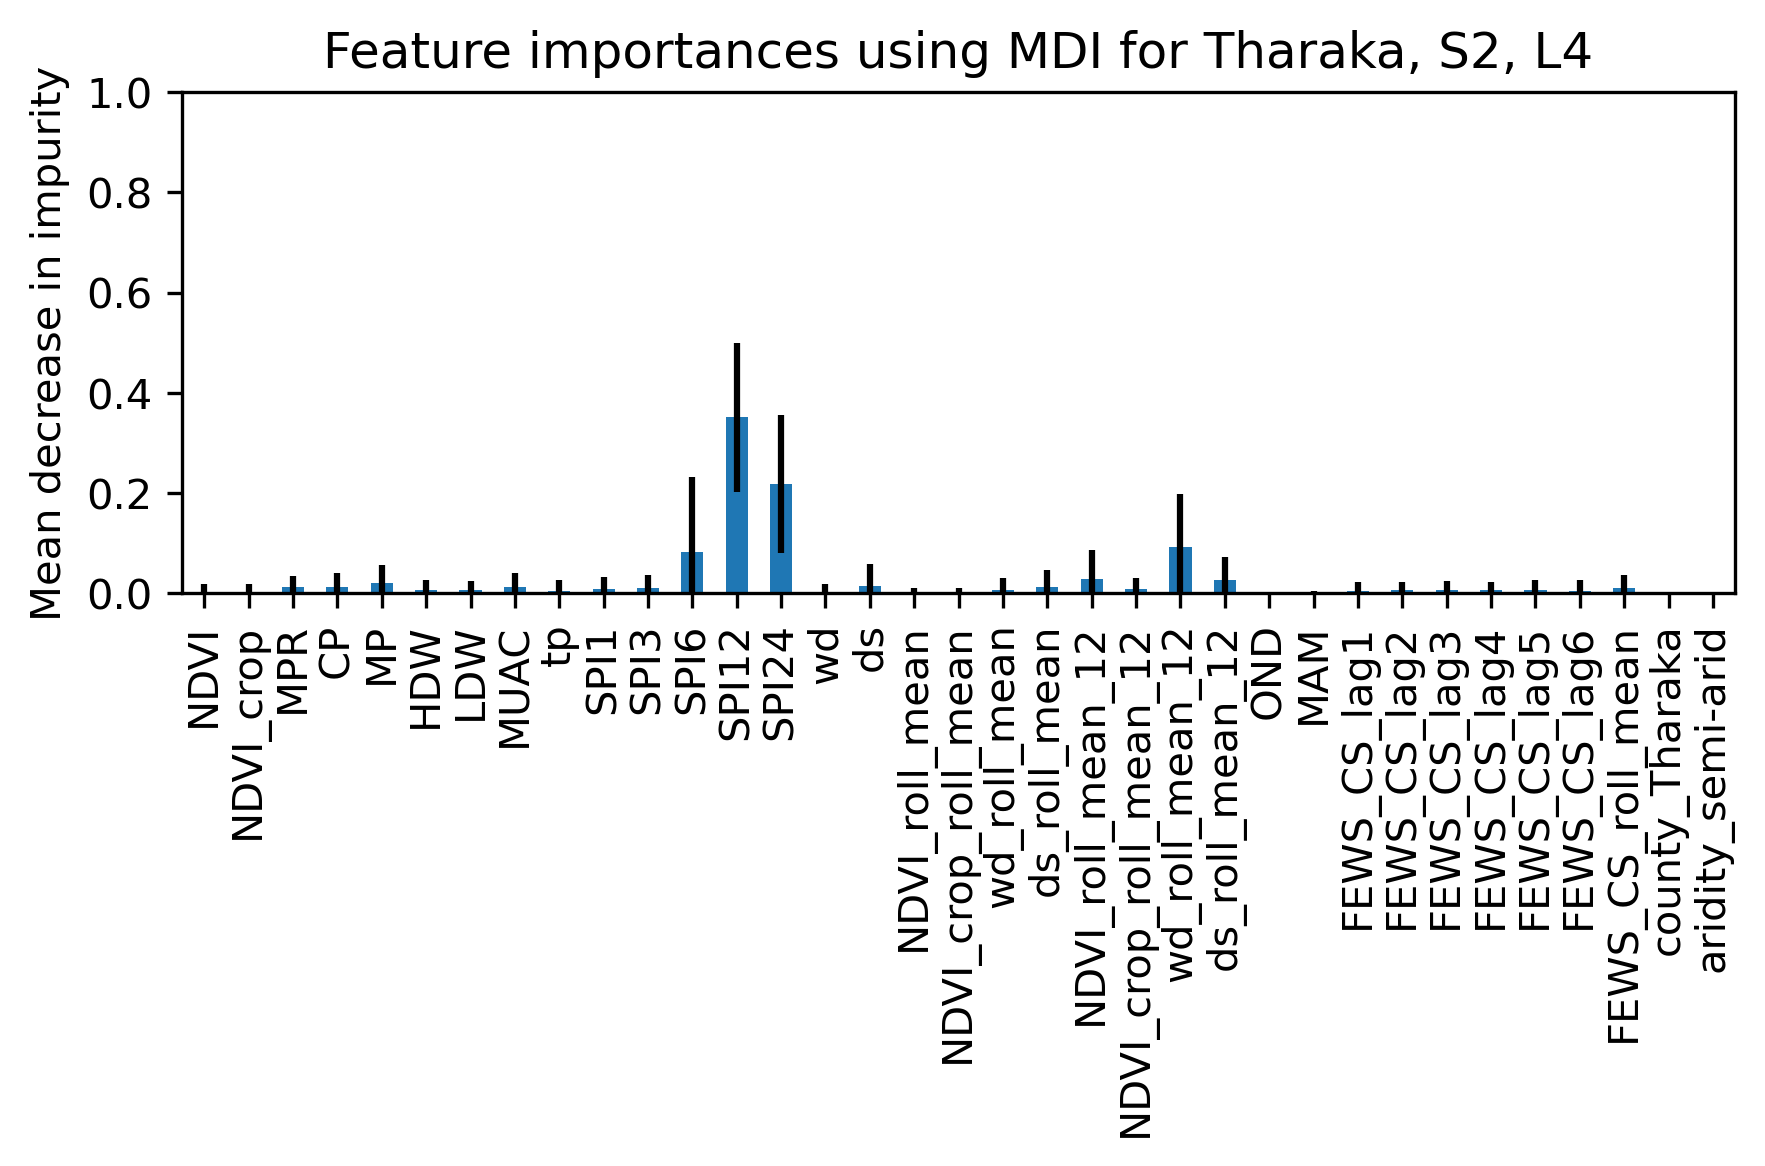 Feature importances using MDI for Tharaka, S2, L4
Mean decrease in impurity
1.0
0.8
0.6
0.4
0.2
0.0
NDVI
NDVI_crop
MPR
CP
MP
HDW
LDW
MUAC
tp
SPI1
SPI3
SPI6
SPI12
SPI24
wd
ds
NDVI_roll_mean
NDVI_crop_roll_mean
wd_roll_mean
ds_roll_mean
NDVI_roll_mean_12
NDVI_crop_roll_mean_12
wd_roll_mean_12
ds_roll_mean_12
OND
MAM
FEWS_CS_lag1
FEWS_CS_lag2
FEWS_CS_lag3
FEWS_CS_lag4
FEWS_CS_lag5
FEWS_CS_lag6
FEWS_CS_roll_mean
county_Tharaka
aridity_semi-arid